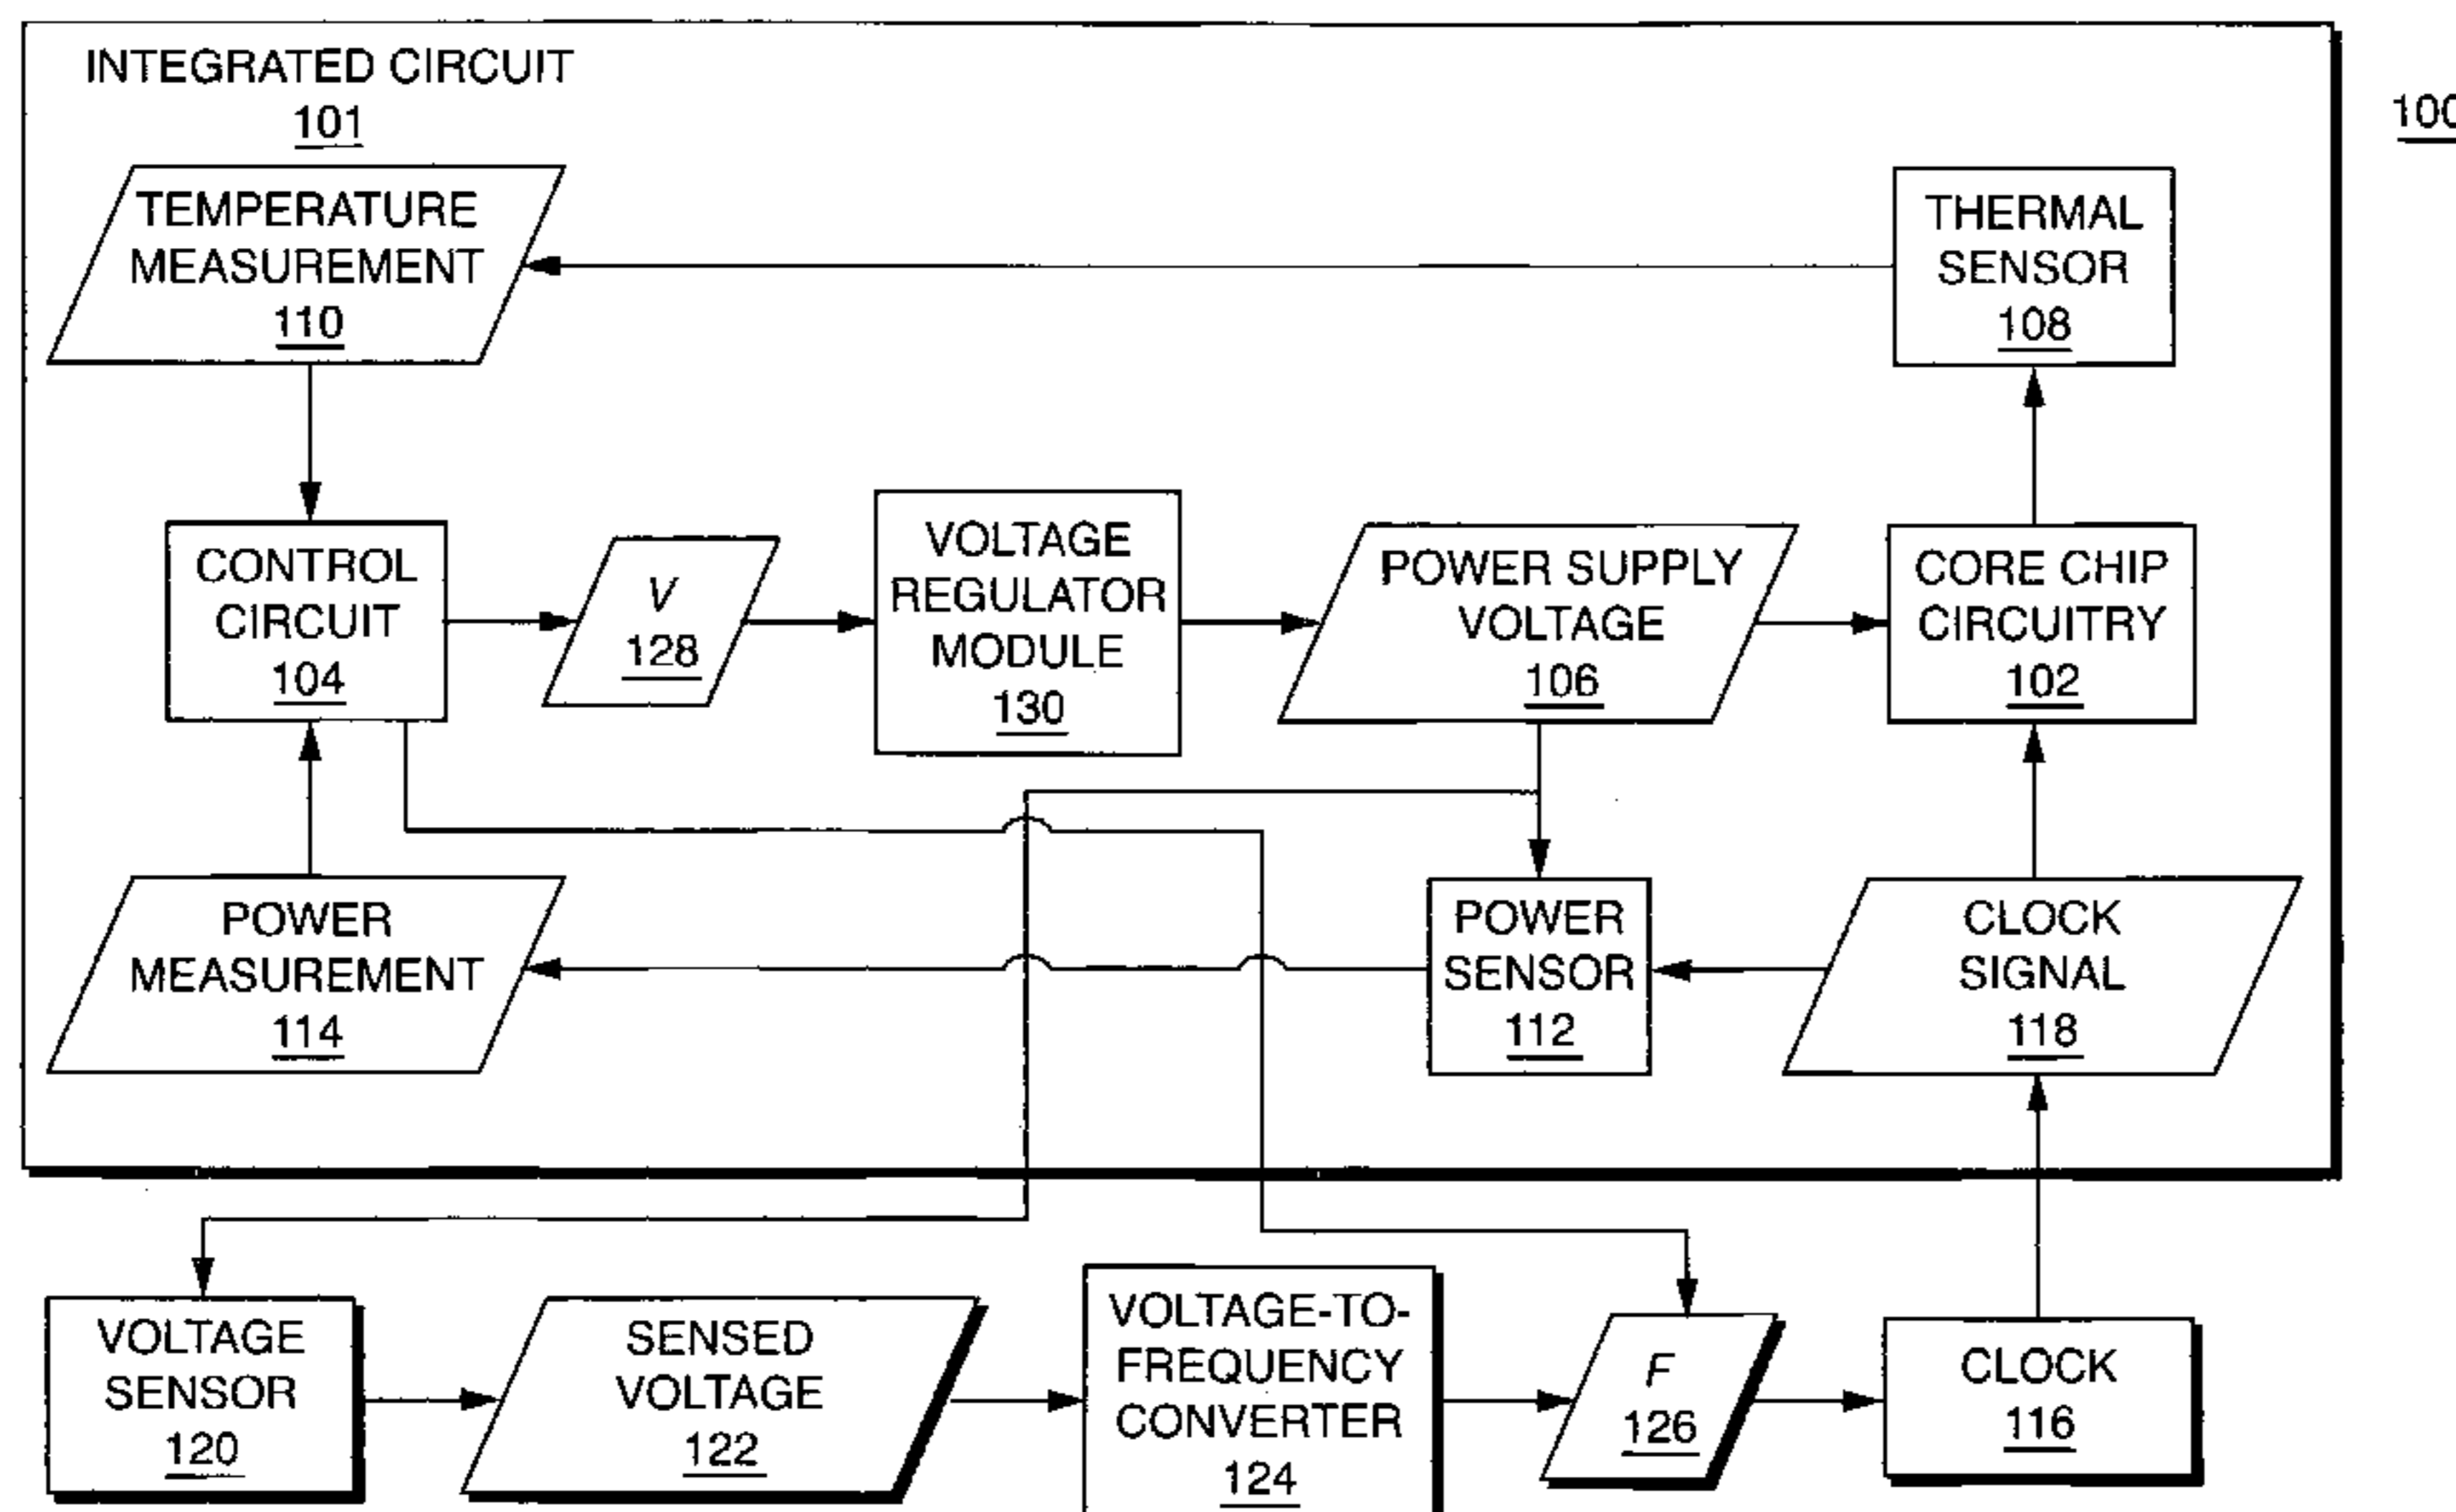 INTEGRATED CIRCUIT
101
100
TEMPERATURE
MEASUREMENT
110
THERMAL
SENSOR
108
CONTROL
CIRCUIT
104
V
128
VOLTAGE
REGULATOR
MODULE
130
POWER SUPPLY
VOLTAGE
106
CORE CHIP
CIRCUITRY
102
POWER
MEASUREMENT
114
POWER
SENSOR
112
CLOCK
SIGNAL
118
VOLTAGE
SENSOR
120
SENSED
VOLTAGE
122
VOLTAGE-TO-
FREQUENCY
CONVERTER
124
F
126
CLOCK
116